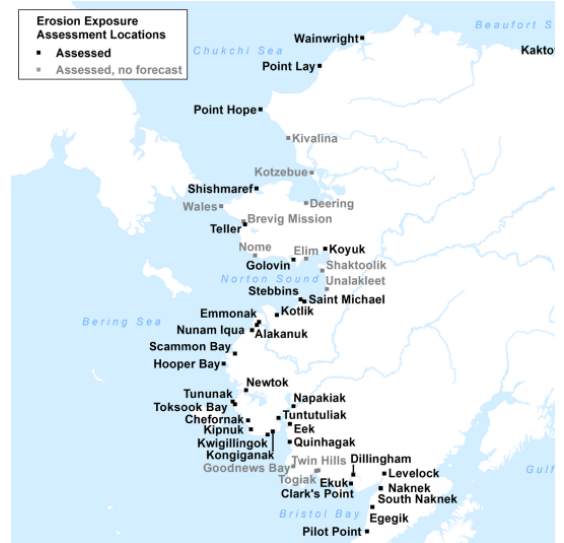 Erosion Exposure
Assessment Locations
Assessed
Assessed, no forecast
Beaufort S
Chukchi Sea
Wainwright
Kakto
Point Lay
Point Hope
Kivalina
Kotzebue
Shishmaref
Deering
Wales
Brevig Mission
Teller
Nome
Elim
Koyuk
Golovin
Shaktoolik
Norton Sound
Unalakleet
Stebbins
Saint Michael
Emmonak
Kotlik
Bering Sea
Nunam Iqua
Alakanuk
Scammon Bay
Hooper Bay
Newtok
Tununak
Napakiak
Toksook Bay
Tuntutuliak
Chefornak
Eek
Kipnuk
Kwigillingok
Quinhagak
Kongiganak
Twin Hills
Dillingham
Goodnews Bay
Levelock
Gulf
Togiak
Ekuk
Naknek
Clark's Point
South Naknek
Bristol Bay
Egegik
Pilot Point